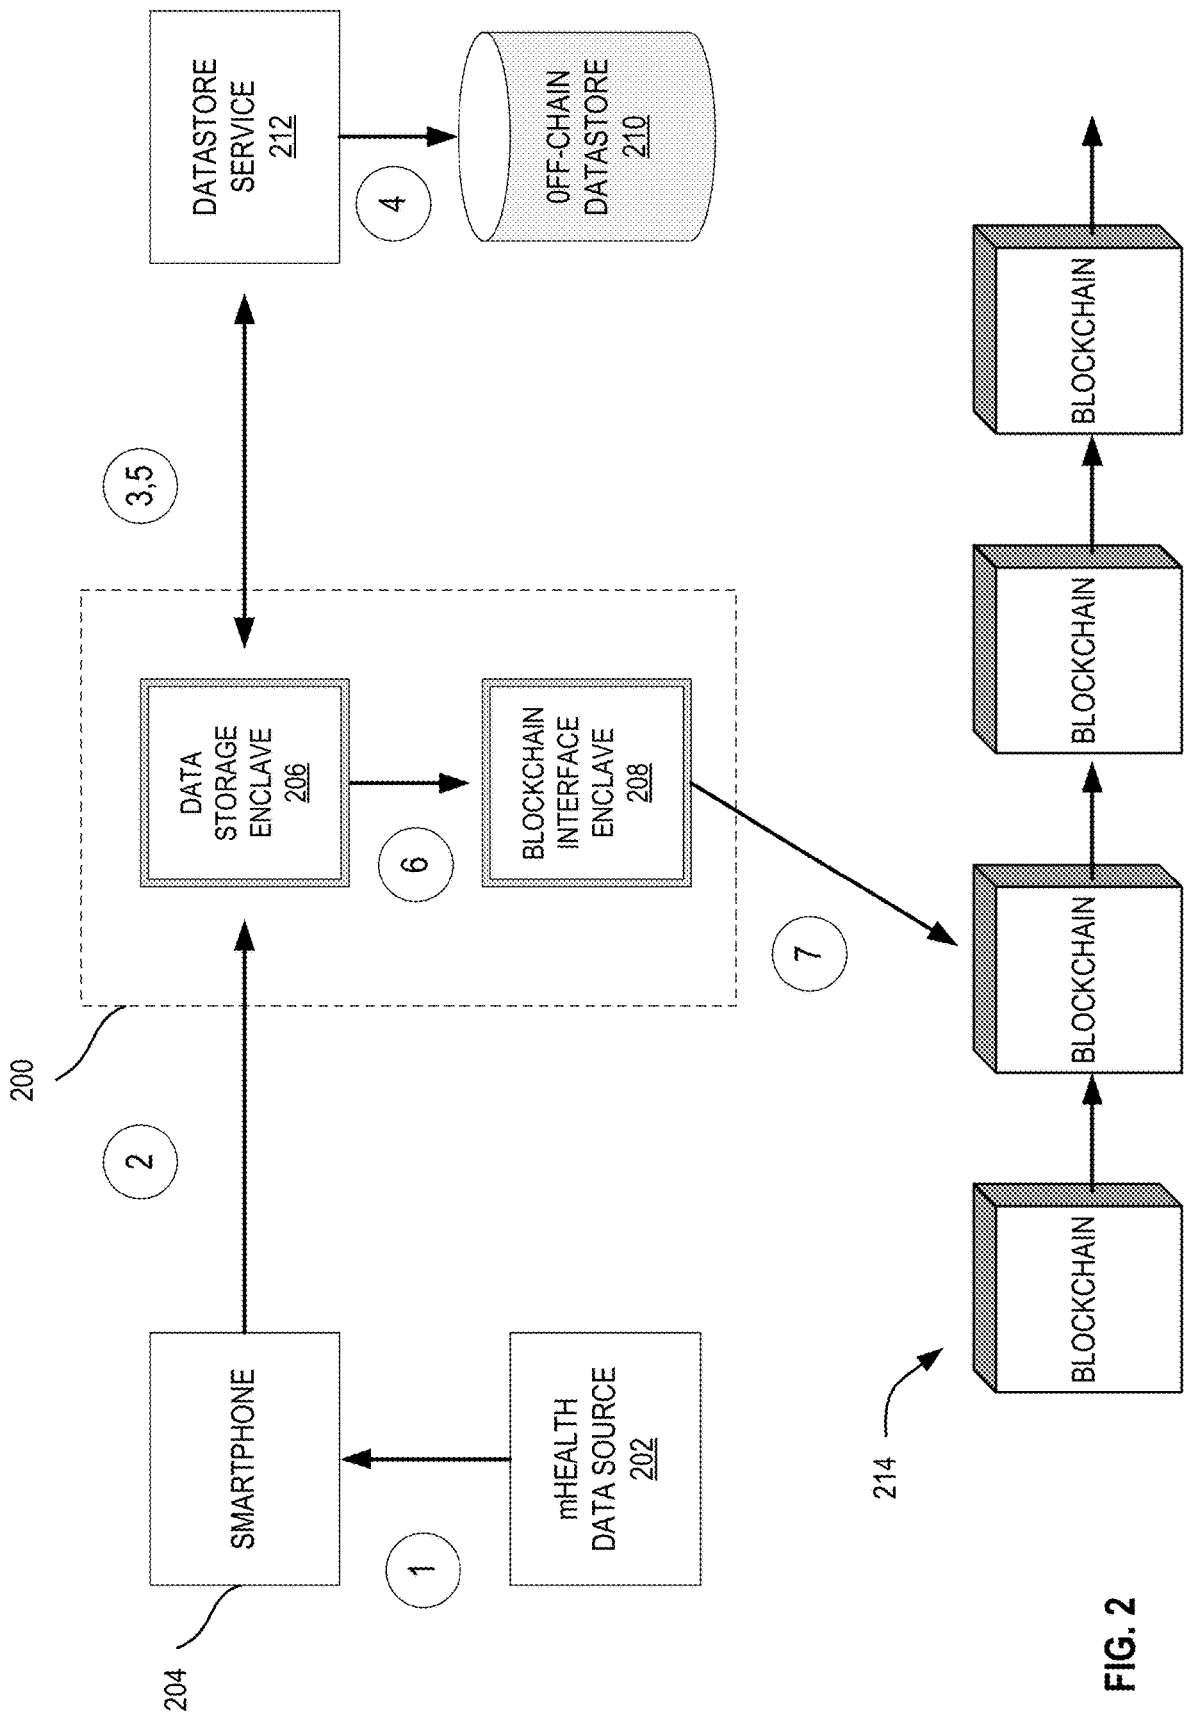 200
204
SMARTPHONE
1
mHEALTH
DATA SOURCE
202
2
DATA
STORAGE
ENCLAVE
206
6
BLOCKCHAIN
INTERFACE
ENCLAVE
208
3,5
DATASTORE
SERVICE
212
4
0FF-CHAIN
DATASTORE
210
7
214
BLOCKCHAIN
BLOCKCHAIN
BLOCKCHAIN
BLOCKCHAIN
FIG. 2